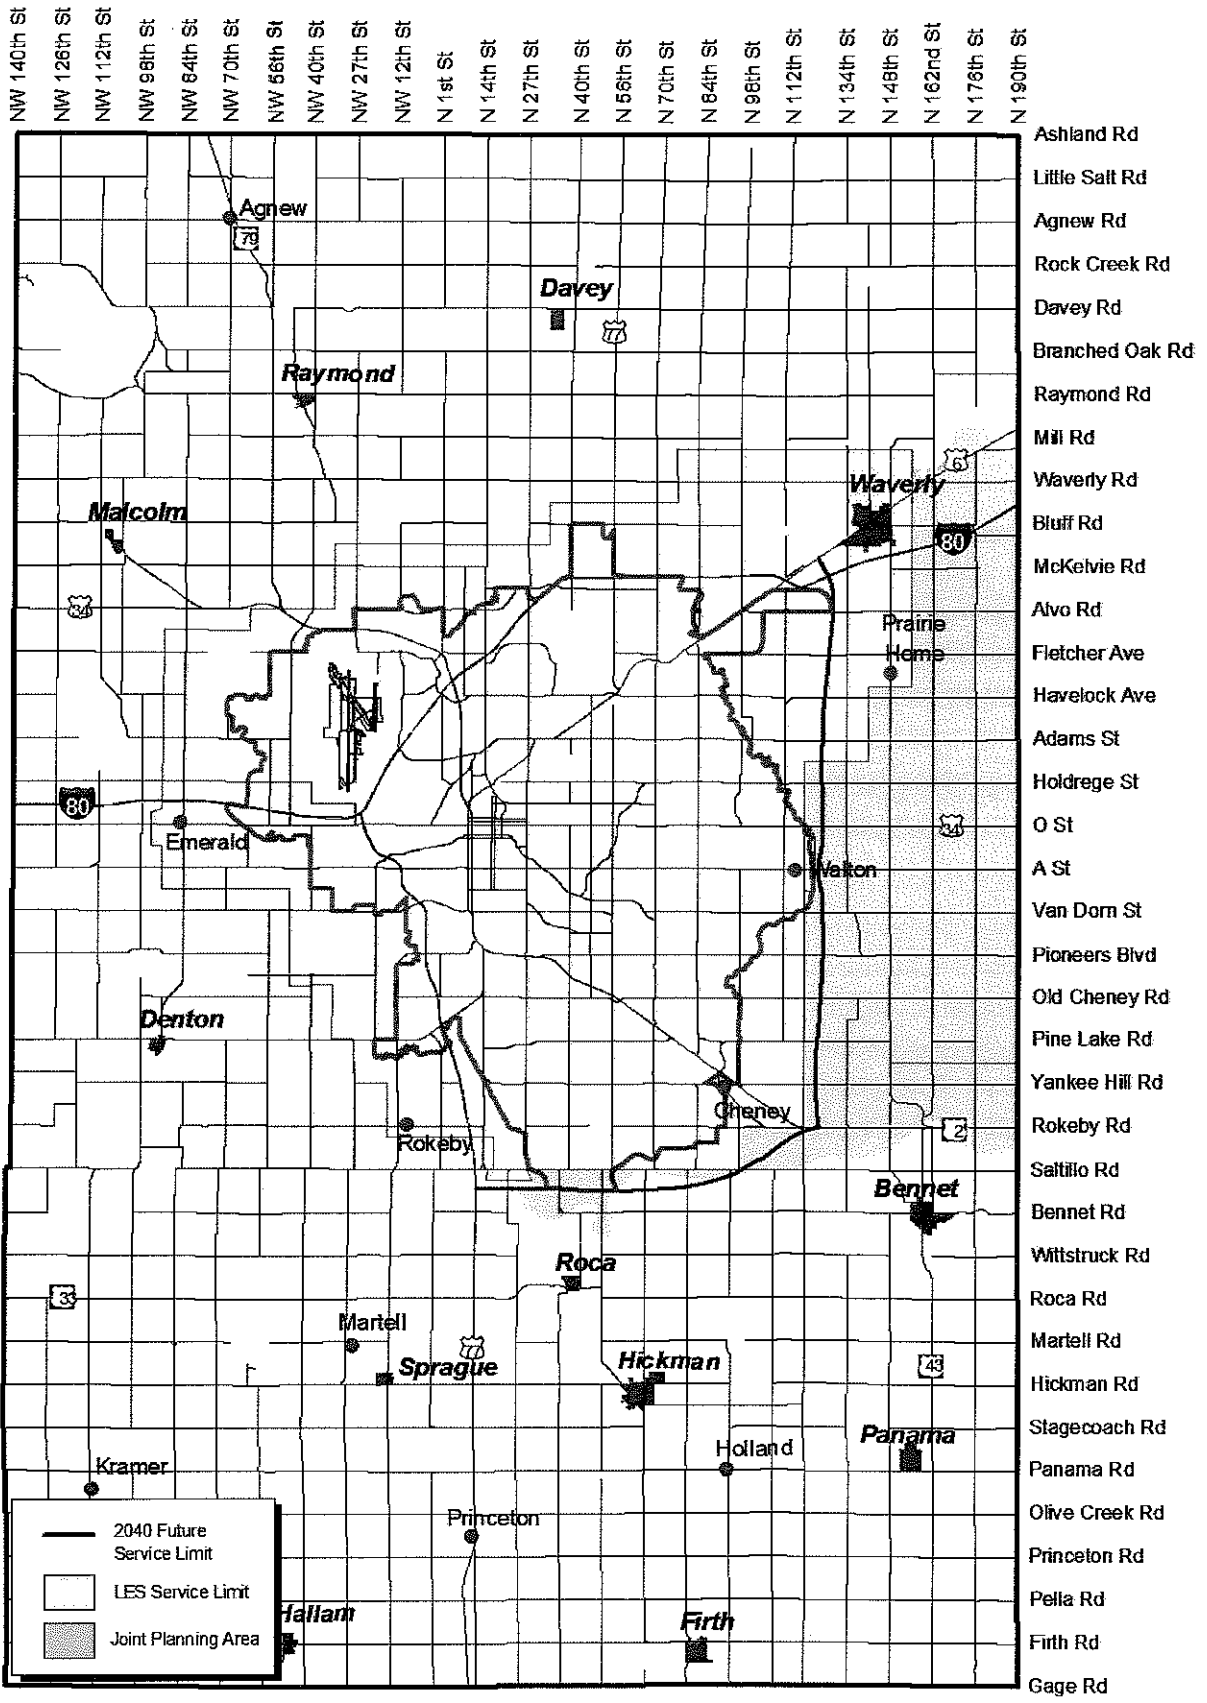 NW 140th St
NW 126th St
NW 112th St
NW 98th St
NW 84th St
NW 70th St
NW 56th St
NW 40th St
NW 27th St
NW 12th St
N 1st St
N 14th St
N 27th St
N 40th St
N 56th St
N 70th St
N 84th St
N 98th St
N 112th St
N 134th St
N 148th St
N 162nd St
N 176th St
N 190th St
Ashland Rd
Little Salt Rd
Agnew
Agnew Rd
79
Rock Creek Rd
Davey
Davey Rd
77
Branched Oak Rd
Raymond
Raymond Rd
Mill Rd
6
Waverly
Waverly Rd
Malcolm
Bluff Rd
80
McKelvie Rd
34
Alvo Rd
Prairie
Home
Fletcher Ave
Havelock Ave
Adams St
Holdrege St
80
O St
34
Emerald
A St
Walton
Van Dorn St
Pioneers Blvd
Old Cheney Rd
Denton
Pine Lake Rd
Yankee Hill Rd
Cheney
Rokeby Rd
2
Rokeby
Saltillo Rd
Bennet
Bennet Rd
Wittstruck Rd
Roca
33
Roca Rd
Martell
77
Martell Rd
Sprague
Hickman
43
Hickman Rd
Stagecoach Rd
Panama
Holland
Kramer
Panama Rd
Princeton
Olive Creek Rd
2040 Future
Service Limit
Princeton Rd
LES Service Limit
Pella Rd
Hallam
Firth
Joint Planning Area
Firth Rd
Gage Rd